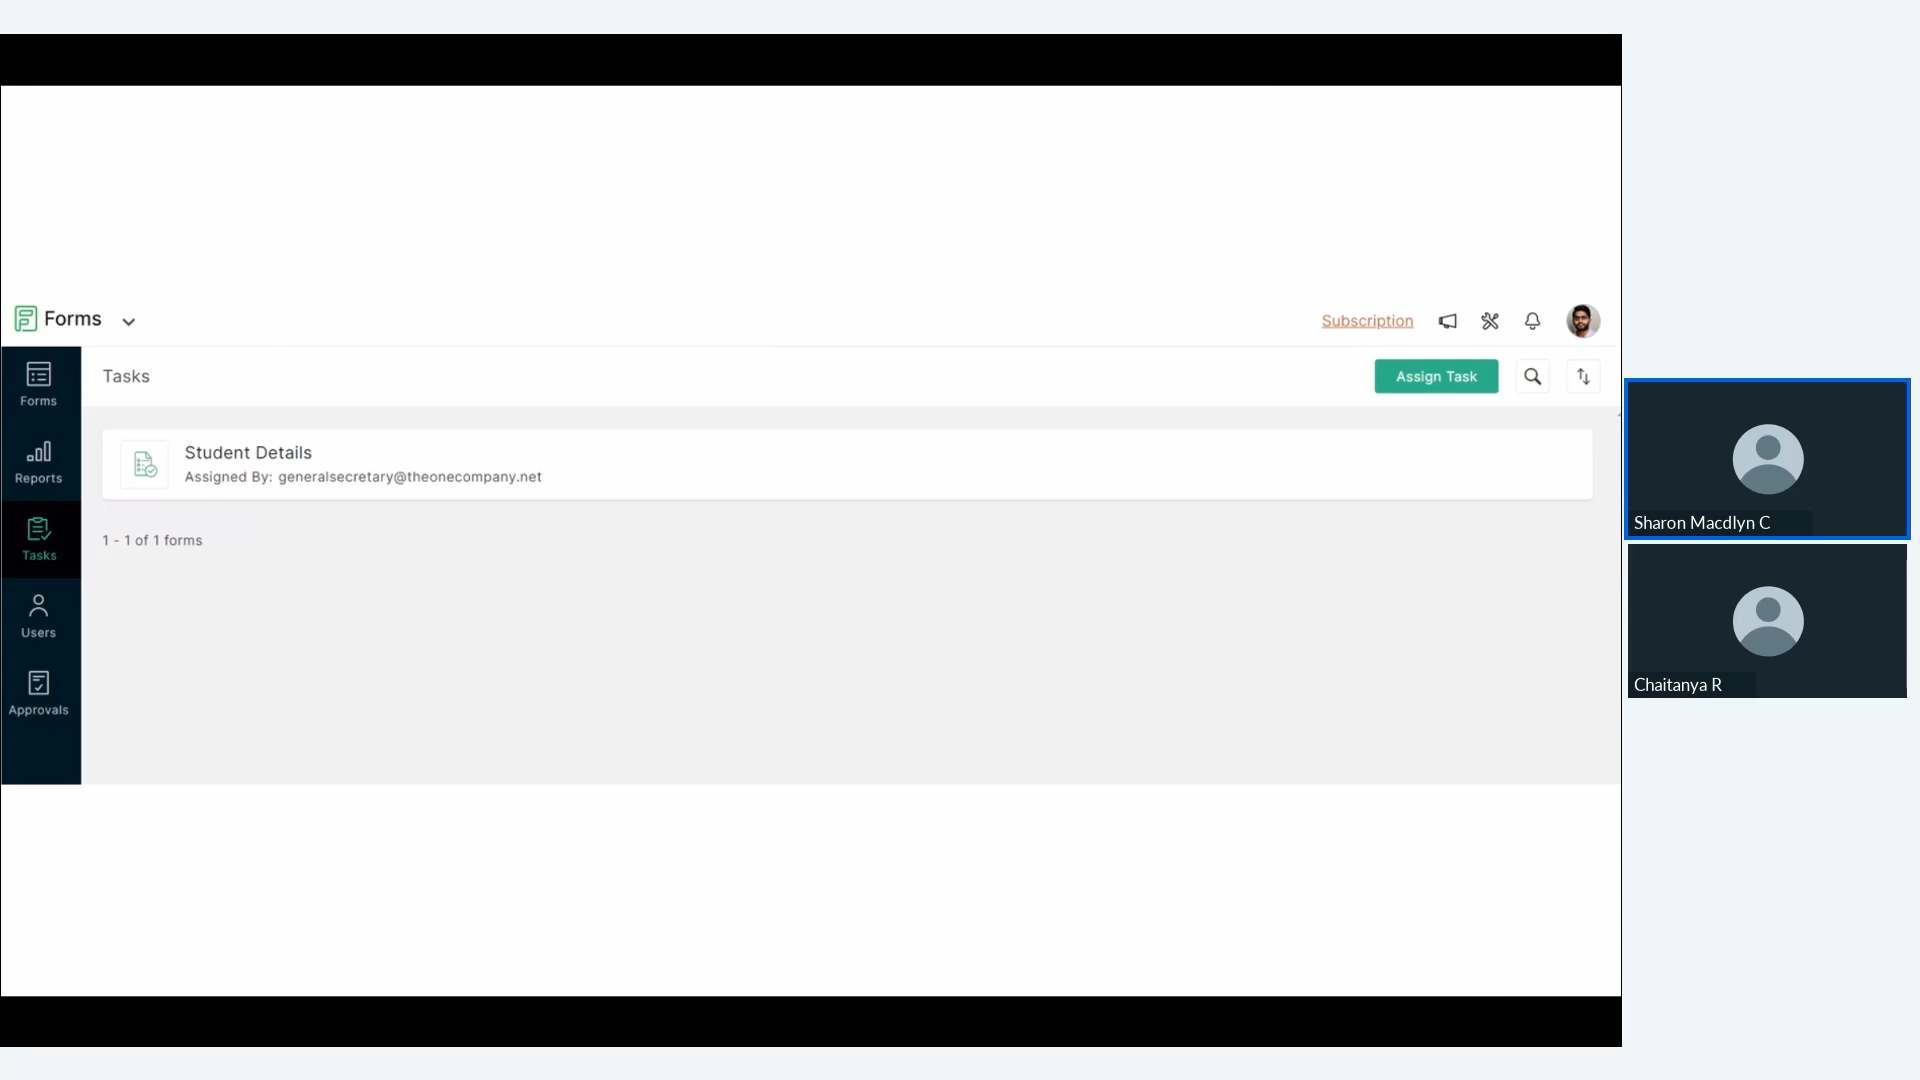 Forms
Subscription
Forms
Reports
Tasks
Users
Approvals
Tasks
Assign Task
Student Details
Assigned By: generalsecretary@theonecompany.net
1 - 1 of 1 forms
Sharon Macdlyn C
Chaitanya R